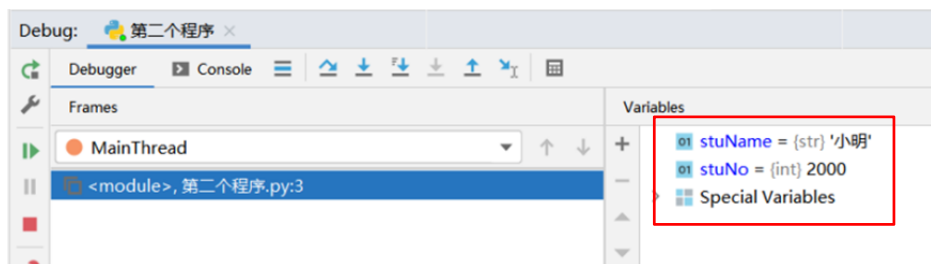 Debug: 第二个程序
Debugger Console
Frames Variables
MainThread
<module>, 第二个程序.py:3
stuName = {str} '小明'
stuNo = {int} 2000
Special Variables